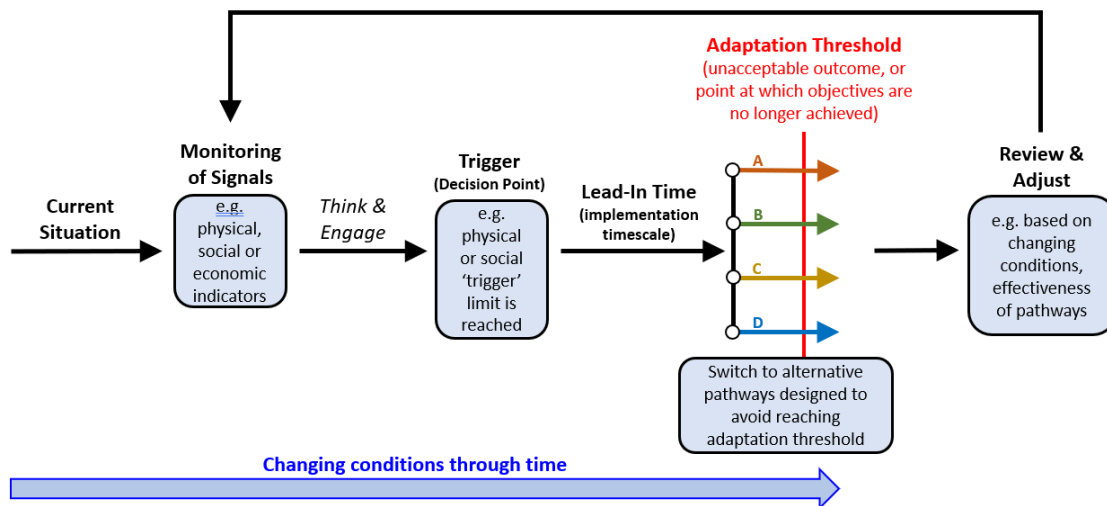 Adaptation Threshold
(unacceptable outcome, or
point at which objectives are
no longer achieved)
Current
Situation
Monitoring
of Signals
e.g.
physical,
social or
economic
indicators
Think &
Engage
Trigger
(Decision Point)
e.g.
physical
or social
‘trigger’
limit is
reached
Lead-In Time
(implementation
timescale)
A
B
C
D
Switch to alternative
pathways designed to
avoid reaching
adaptation threshold
Review &
Adjust
e.g. based on
changing
conditions,
effectiveness
of pathways
Changing conditions through time